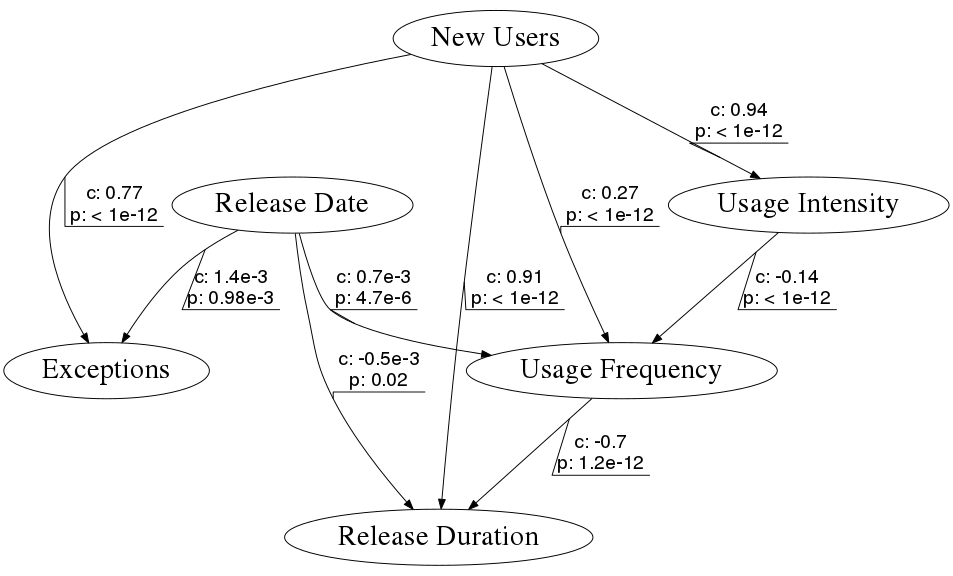 New Users
c: 0.94
p: < 1e-12
c: 0.77
p: < 1e-12
Release Date
c: 0.27
p: < 1e-12
Usage Intensity
c: 1.4e-3
p: 0.98e-3
c: 0.7e-3
p: 4.7e-6
c: 0.91
p: < 1e-12
c: -0.14
p: < 1e-12
Exceptions
c: -0.5e-3
p: 0.02
Usage Frequency
c: -0.7
p: 1.2e-12
Release Duration